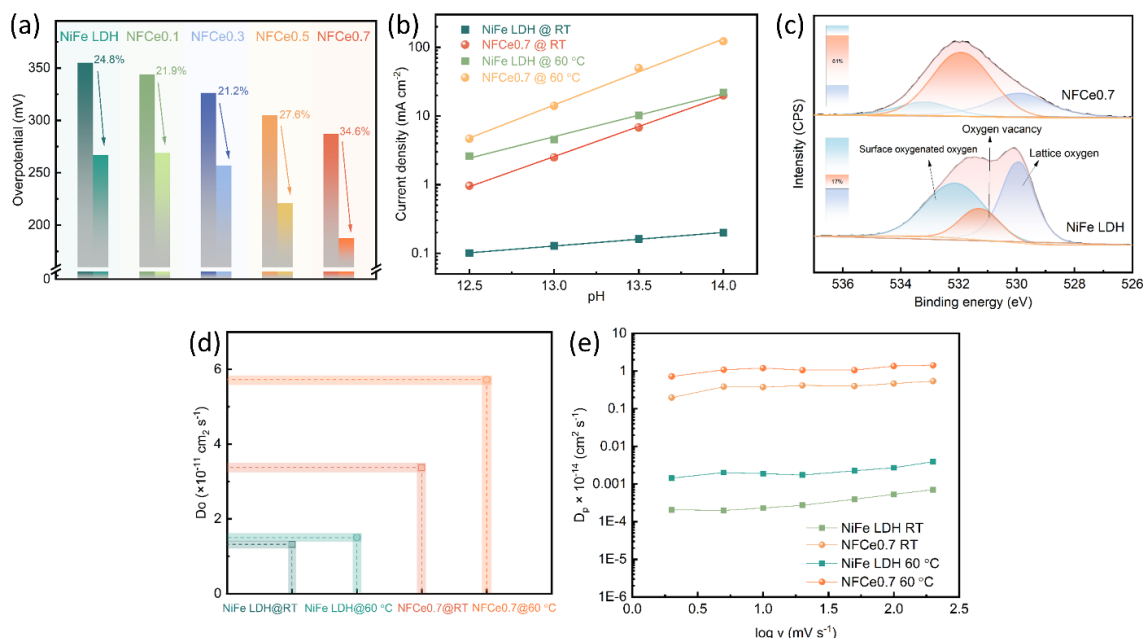 (a)
NiFe LDH NFCe0.1 NFCe0.3 NFCe0.5 NFCe0.7
24.8% 21.9% 21.2% 27.6% 34.6%
350
300
250
200
0
Overpotential (mV)
(b)
NiFe LDH @ RT
NFCe0.7 @ RT
NiFe LDH @ 60 °C
NFCe0.7 @ 60 °C
100
10
1
0.1
Current density (mA cm-2)
12.5 13.0 13.5 14.0
pH
(c)
61%
NFCe0.7
Oxygen vacancy
Surface oxygenated oxygen
Lattice oxygen
17%
NiFe LDH
Intensity (CPS)
536 534 532 530 528 526
Binding energy (eV)
(d)
6
4
2
0
Do (×10-11 cm2 s-1)
NiFe LDH@RT NiFe LDH@60 °C NFCe0.7@RT NFCe0.7@60 °C
(e)
10
1
0.1
0.01
0.001
1E-4
1E-5
1E-6
Dp × 10-14 (cm2 s-1)
NiFe LDH RT
NFCe0.7 RT
NiFe LDH 60 °C
NFCe0.7 60 °C
0.0 0.5 1.0 1.5 2.0 2.5
log v (mV s-1)